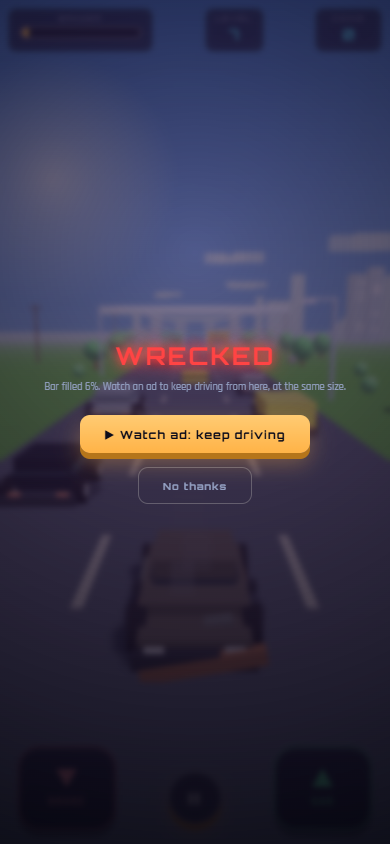 WRECKED
Bar filled 6%. Watch an ad to keep driving from here, at the same size.
▶ Watch ad: keep driving
No thanks